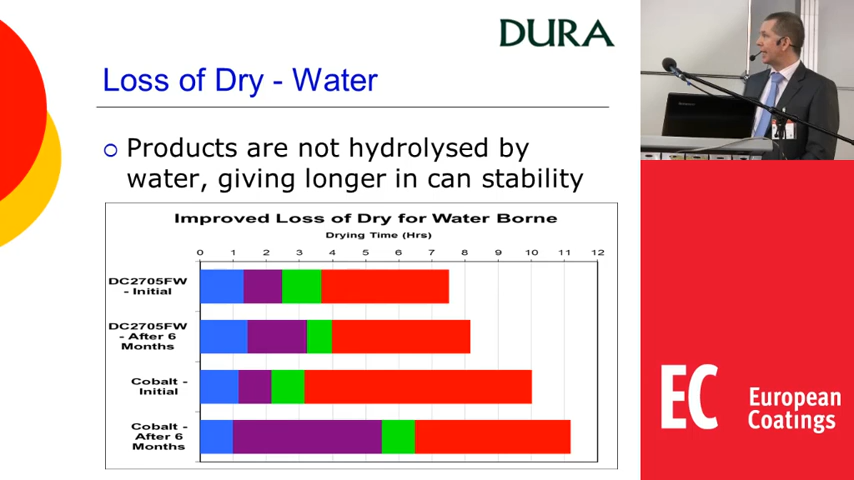 DURA
Loss of Dry - Water
Products are not hydrolysed by
water, giving longer in can stability
Improved Loss of Dry for Water Borne
Drying Time (Hrs)
0 1 2 3 4 5 6 7 8 9 10 11 12
DC2705FW
- Initial
DC2705FW
- After 6
Months
Cobalt -
Initial
Cobalt -
After 6
Months
EC
European
Coatings